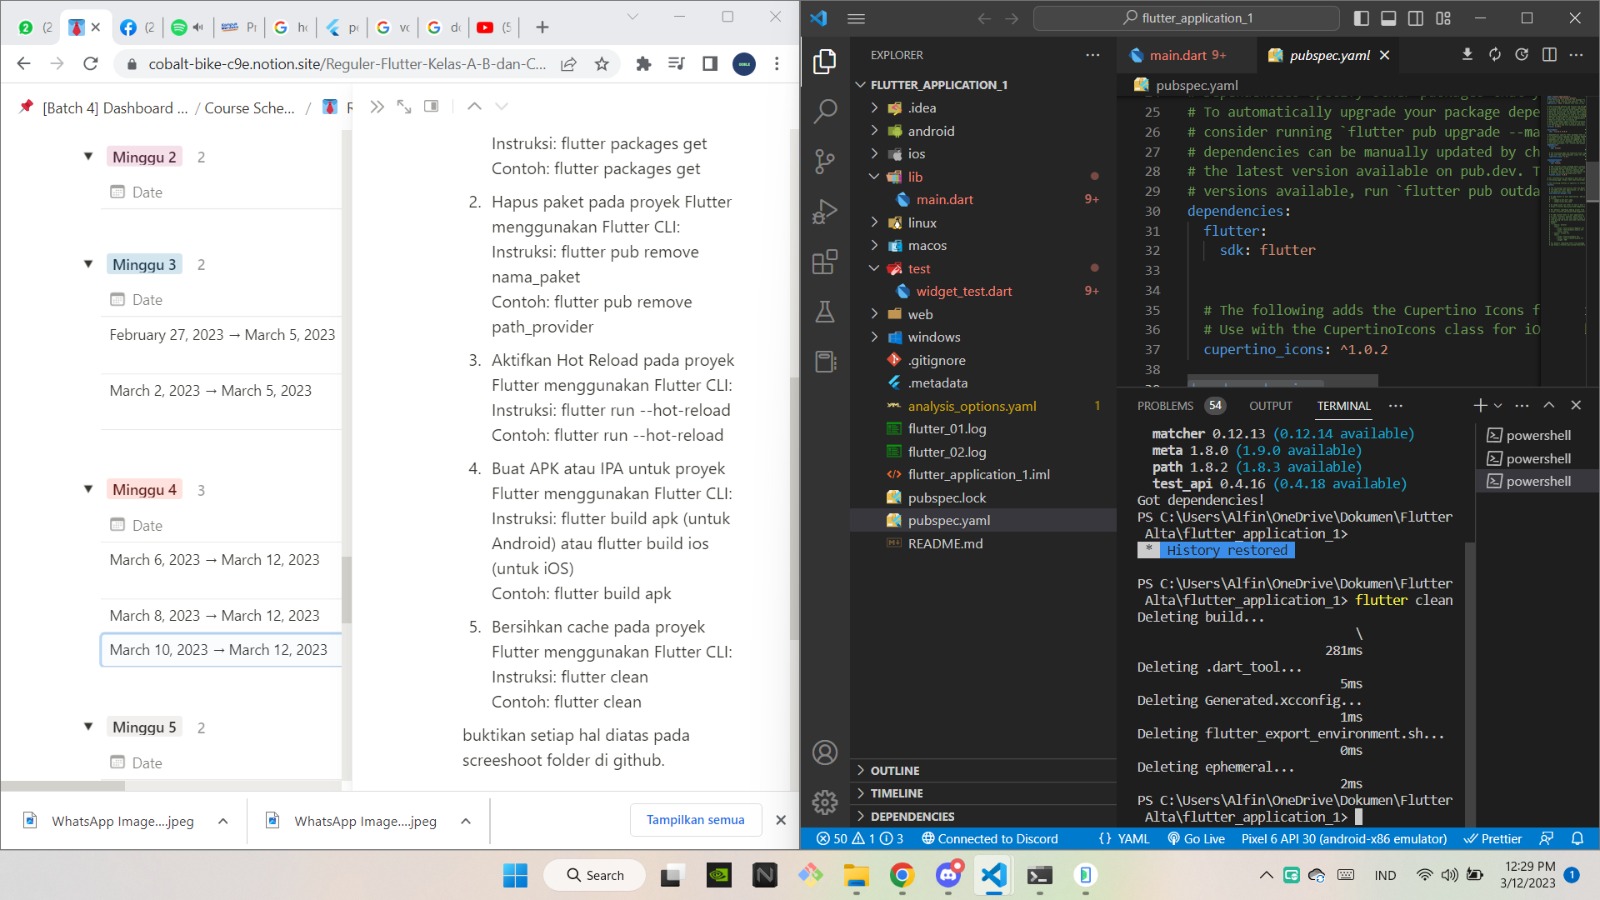 (2
(2
Pr
h
p
vc
d
(5
cobalt-bike-c9e.notion.site/Reguler-Flutter-Kelas-A-B-dan-C...
[Batch 4] Dashboard ... / Course Sche... /
Minggu 2 2
Date
Minggu 3 2
Date
February 27, 2023 → March 5, 2023
March 2, 2023 → March 5, 2023
Minggu 4 3
Date
March 6, 2023 → March 12, 2023
March 8, 2023 → March 12, 2023
March 10, 2023 → March 12, 2023
Minggu 5 2
Date
Instruksi: flutter packages get
Contoh: flutter packages get
2. Hapus paket pada proyek Flutter
menggunakan Flutter CLI:
Instruksi: flutter pub remove
nama_paket
Contoh: flutter pub remove
path_provider
3. Aktifkan Hot Reload pada proyek
Flutter menggunakan Flutter CLI:
Instruksi: flutter run --hot-reload
Contoh: flutter run --hot-reload
4. Buat APK atau IPA untuk proyek
Flutter menggunakan Flutter CLI:
Instruksi: flutter build apk (untuk
Android) atau flutter build ios
(untuk iOS)
Contoh: flutter build apk
5. Bersihkan cache pada proyek
Flutter menggunakan Flutter CLI:
Instruksi: flutter clean
Contoh: flutter clean
buktikan setiap hal diatas pada
screeshoot folder di github.
WhatsApp Image....jpeg
WhatsApp Image....jpeg
Tampilkan semua
flutter_application_1
EXPLORER
FLUTTER_APPLICATION_1
.idea
android
ios
lib
main.dart 9+
linux
macos
test
widget_test.dart 9+
web
windows
.gitignore
.metadata
analysis_options.yaml 1
flutter_01.log
flutter_02.log
flutter_application_1.iml
pubspec.lock
pubspec.yaml
README.md
OUTLINE
TIMELINE
DEPENDENCIES
main.dart 9+
pubspec.yaml
pubspec.yaml
25 # To automatically upgrade your package depe
26 # consider running `flutter pub upgrade --ma
27 # dependencies can be manually updated by ch
28 # the latest version available on pub.dev. T
29 # versions available, run `flutter pub outda
30 dependencies:
31 flutter:
32 sdk: flutter
33
34
35 # The following adds the Cupertino Icons f
36 # Use with the CupertinoIcons class for iO
37 cupertino_icons: ^1.0.2
38
PROBLEMS 54 OUTPUT TERMINAL
matcher 0.12.13 (0.12.14 available)
meta 1.8.0 (1.9.0 available)
path 1.8.2 (1.8.3 available)
test_api 0.4.16 (0.4.18 available)
Got dependencies!
PS C:\Users\Alfin\OneDrive\Dokumen\Flutter
Alta\flutter_application_1>
* History restored
PS C:\Users\Alfin\OneDrive\Dokumen\Flutter
Alta\flutter_application_1> flutter clean
Deleting build...
\
281ms
Deleting .dart_tool...
5ms
Deleting Generated.xcconfig...
1ms
Deleting flutter_export_environment.sh...
0ms
Deleting ephemeral...
2ms
PS C:\Users\Alfin\OneDrive\Dokumen\Flutter
Alta\flutter_application_1>
powershell
powershell
powershell
50 1 3 Connected to Discord { } YAML Go Live Pixel 6 API 30 (android-x86 emulator) Prettier
Search
IND
12:29 PM
3/12/2023
1